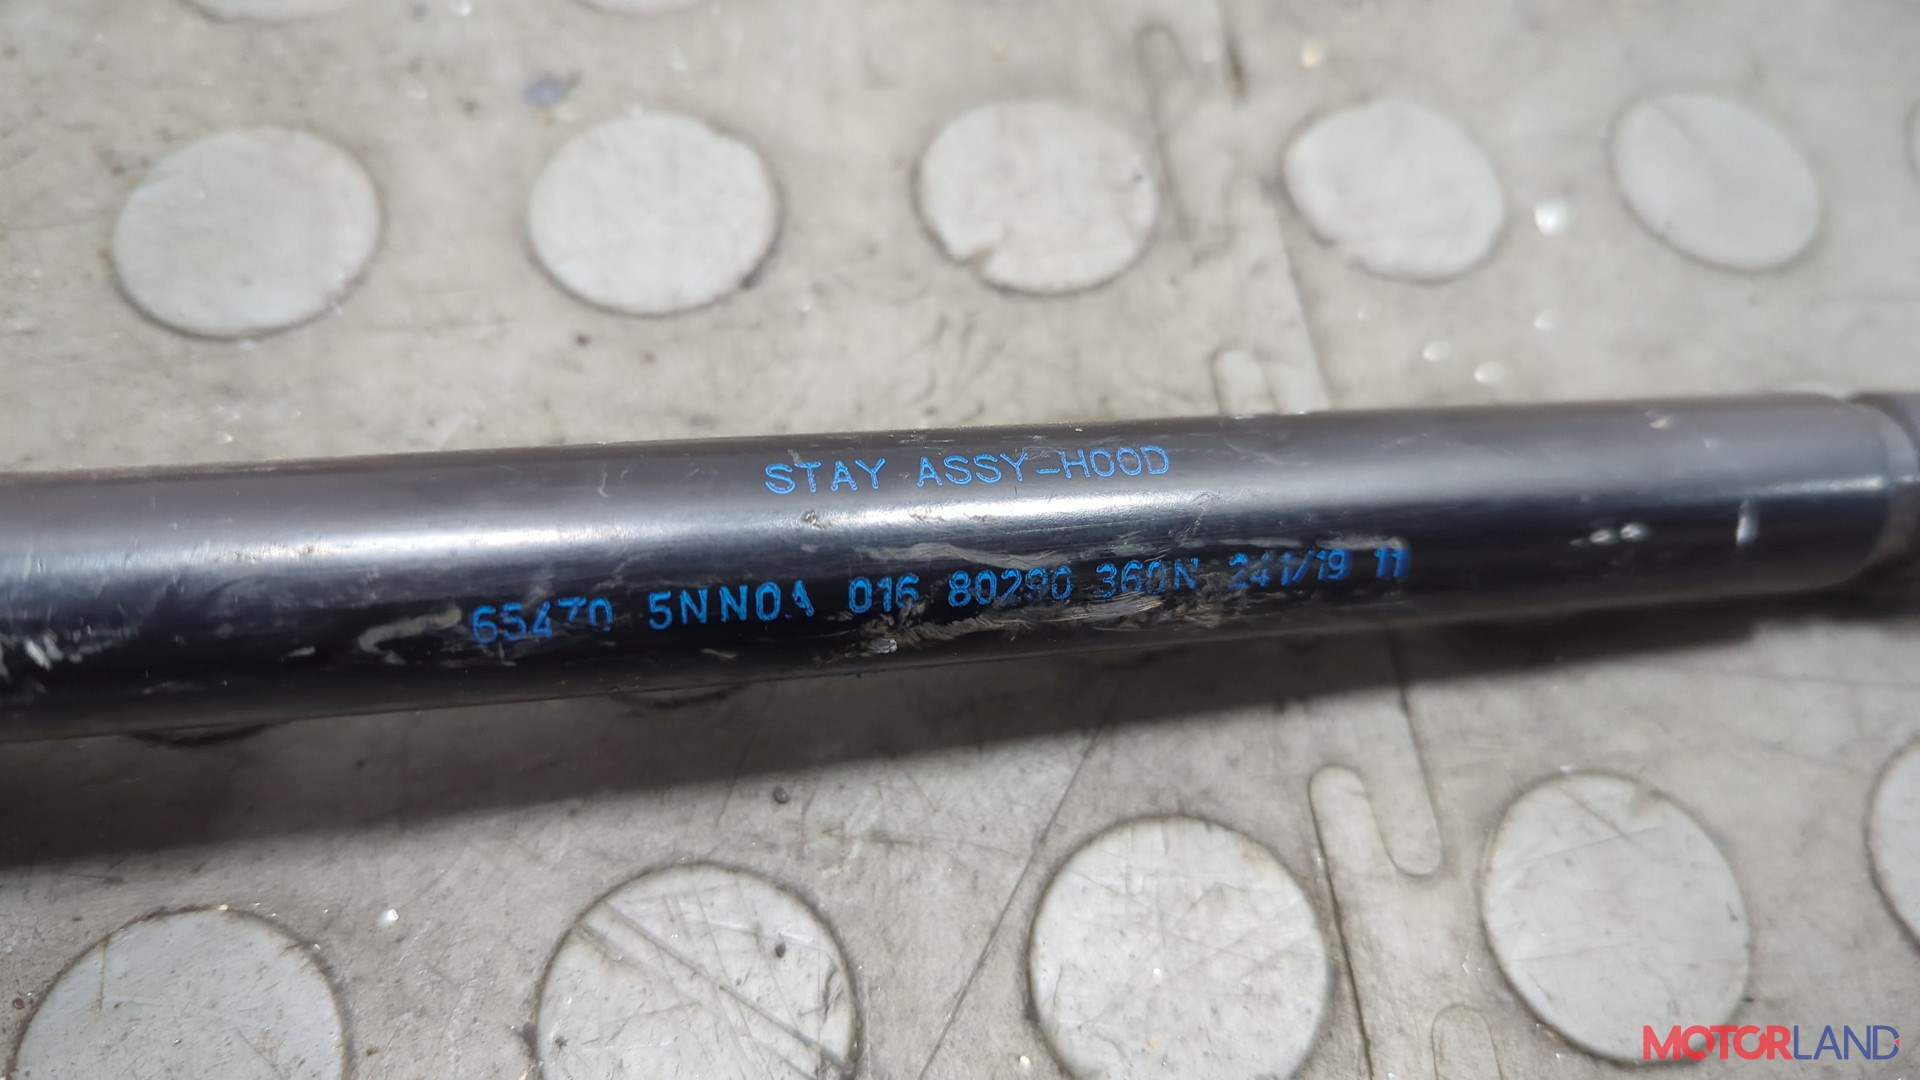 STAY ASSY-HOOD
65470 5NN0A 016 80290 360N 241/19 11
MOTORLAND